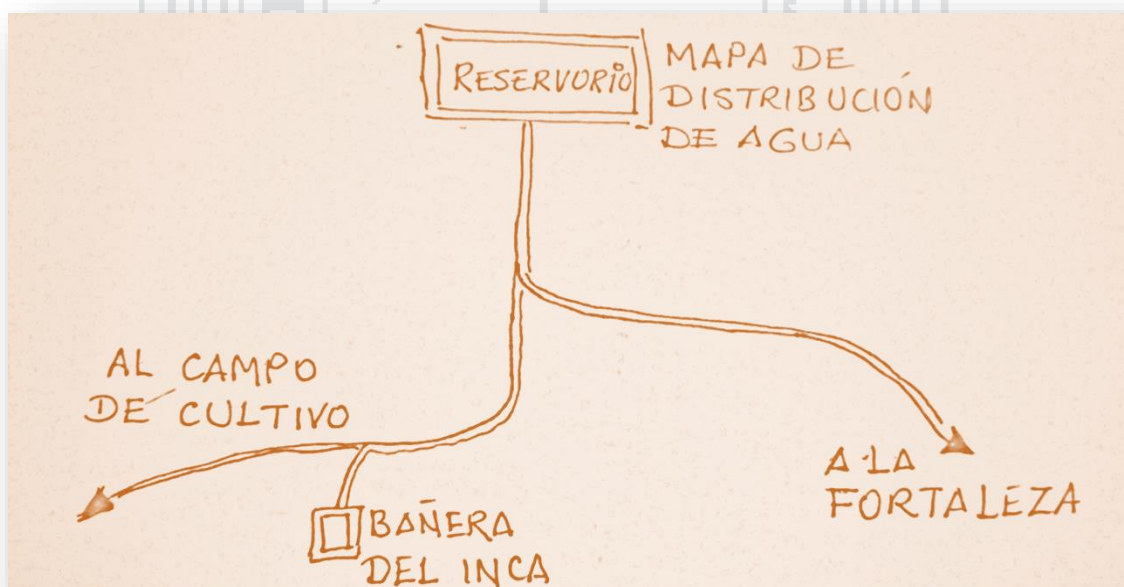 RESERVORIO
MAPA DE
DISTRIBUCIÓN
DE AGUA
AL CAMPO
DE CULTIVO
BAÑERA
DEL INCA
A LA
FORTALEZA